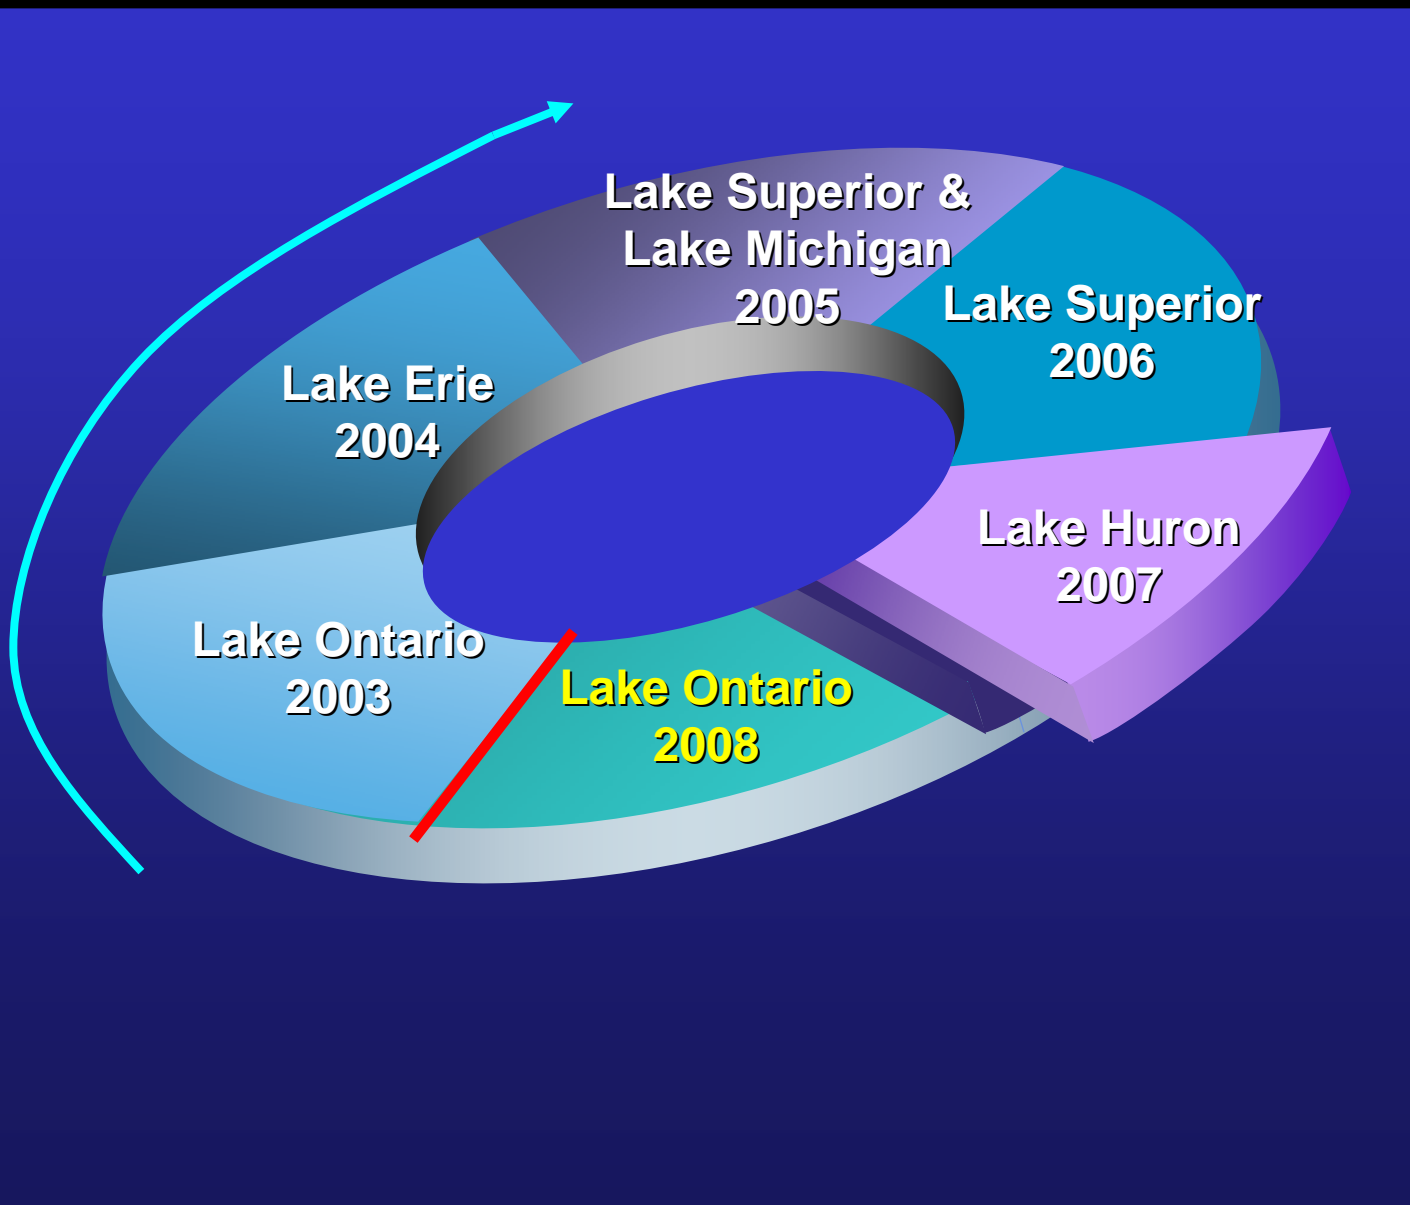 Lake Superior &
Lake Michigan
2005
Lake Superior
2006
Lake Erie
2004
Lake Huron
2007
Lake Ontario
2003
Lake Ontario
2008